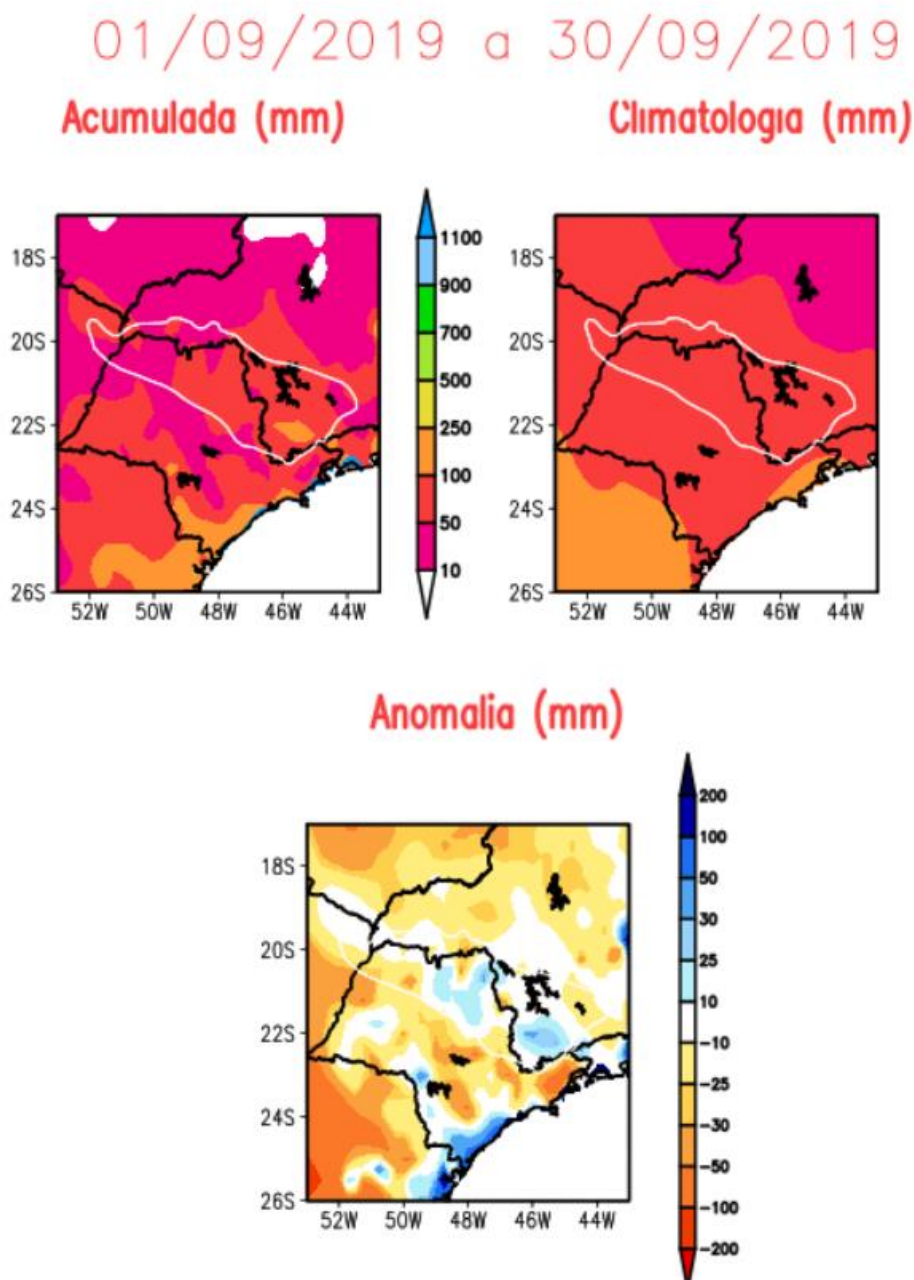 01/09/2019 a 30/09/2019
Acumulada (mm)
Climatologia (mm)
18S
20S
22S
24S
26S
52W 50W 48W 46W 44W
1100
900
700
500
250
100
50
10
18S
20S
22S
24S
26S
52W 50W 48W 46W 44W
Anomalia (mm)
18S
20S
22S
24S
26S
52W 50W 48W 46W 44W
200
100
50
30
25
10
-10
-25
-30
-50
-100
-200